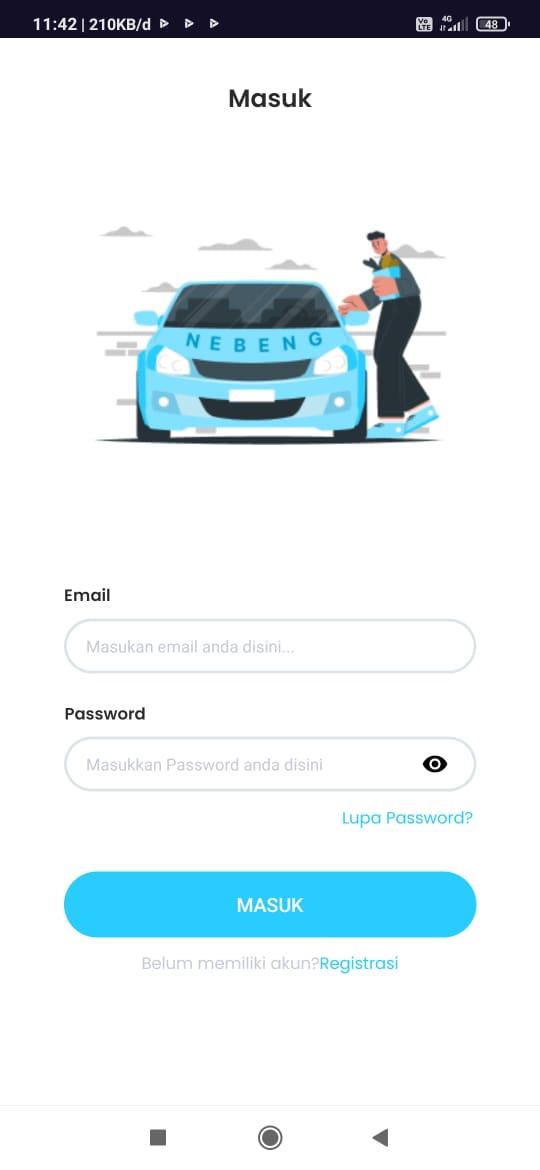 11:42 | 210KB/d
Vo LTE 4G 48
Masuk
NEBENG
Email
Masukan email anda disini...
Password
Masukkan Password anda disini
Lupa Password?
MASUK
Belum memiliki akun?Registrasi